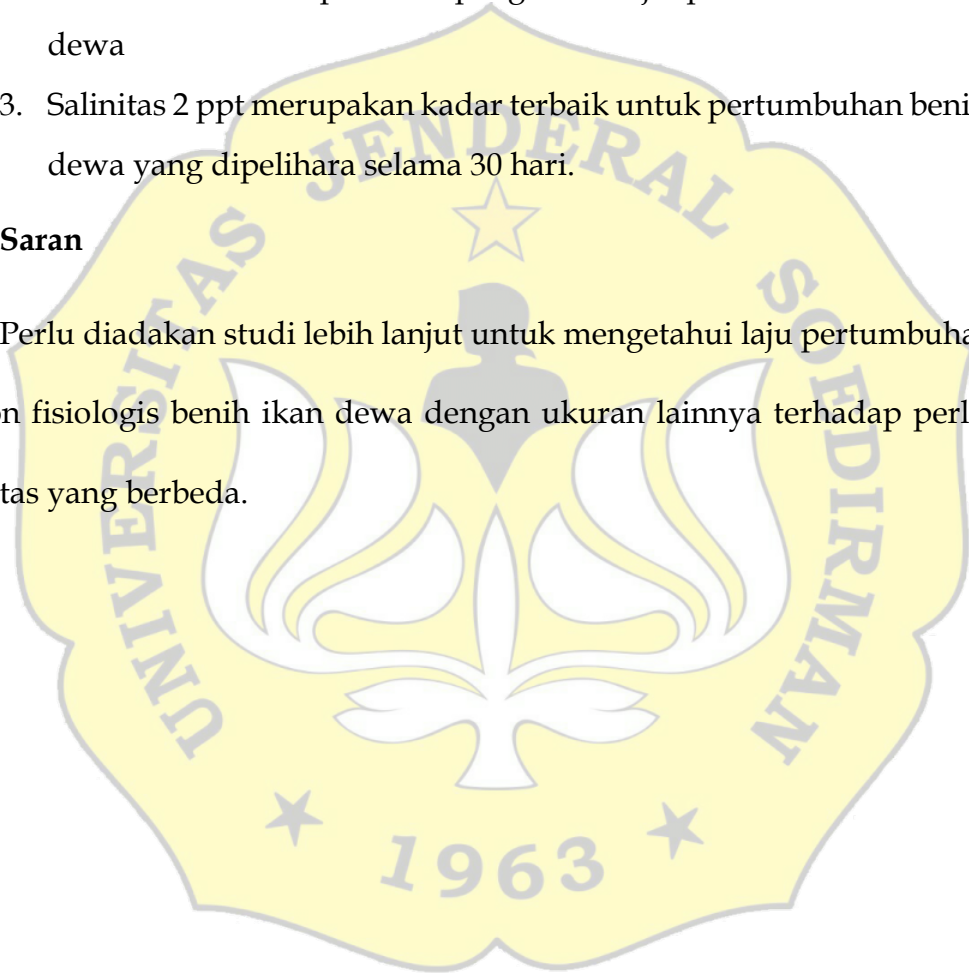 dewa
3. Salinitas 2 ppt merupakan kadar terbaik untuk pertumbuhan beni
dewa yang dipelihara selama 30 hari.
Saran
Perlu diadakan studi lebih lanjut untuk mengetahui laju pertumbuha
on fisiologis benih ikan dewa dengan ukuran lainnya terhadap perl
tas yang berbeda.
UNIVERSITAS JENDERAL SOEDIRMAN
1963